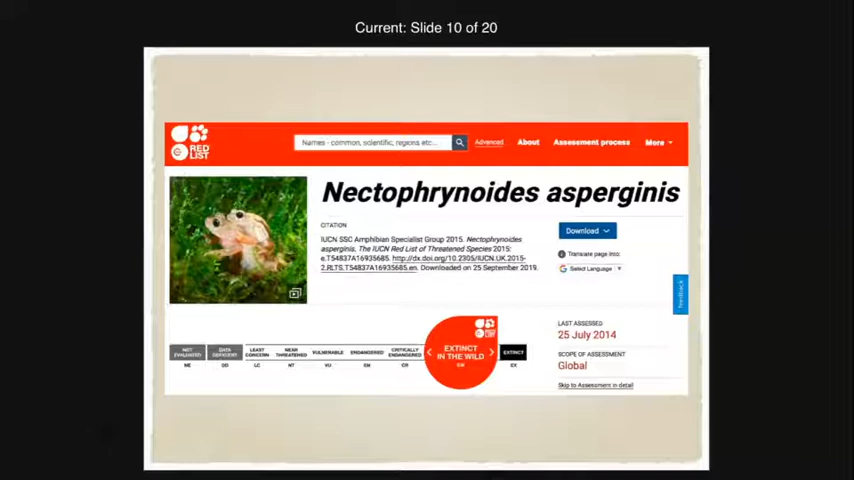 Current: Slide 10 of 20
RED
LIST
Names - common, scientific, regions etc...
Advanced
About
Assessment process
More
Nectophrynoides asperginis
CITATION
IUCN SSC Amphibian Specialist Group 2015. Nectophrynoides
asperginis. The IUCN Red List of Threatened Species 2015:
e.T54837A16935685. http://dx.doi.org/10.2305/IUCN.UK.2015-
2.RLTS.T54837A16935685.en. Downloaded on 25 September 2019.
Download
Translate page into:
Select Language
feedback
NOT
EVALUATED
NE
DATA
DEFICIENT
DD
LEAST
CONCERN
LC
NEAR
THREATENED
NT
VULNERABLE
VU
ENDANGERED
EN
CRITICALLY
ENDANGERED
CR
EXTINCT
IN THE WILD
EW
EXTINCT
EX
LAST ASSESSED
25 July 2014
SCOPE OF ASSESSMENT
Global
Skip to Assessment in detail